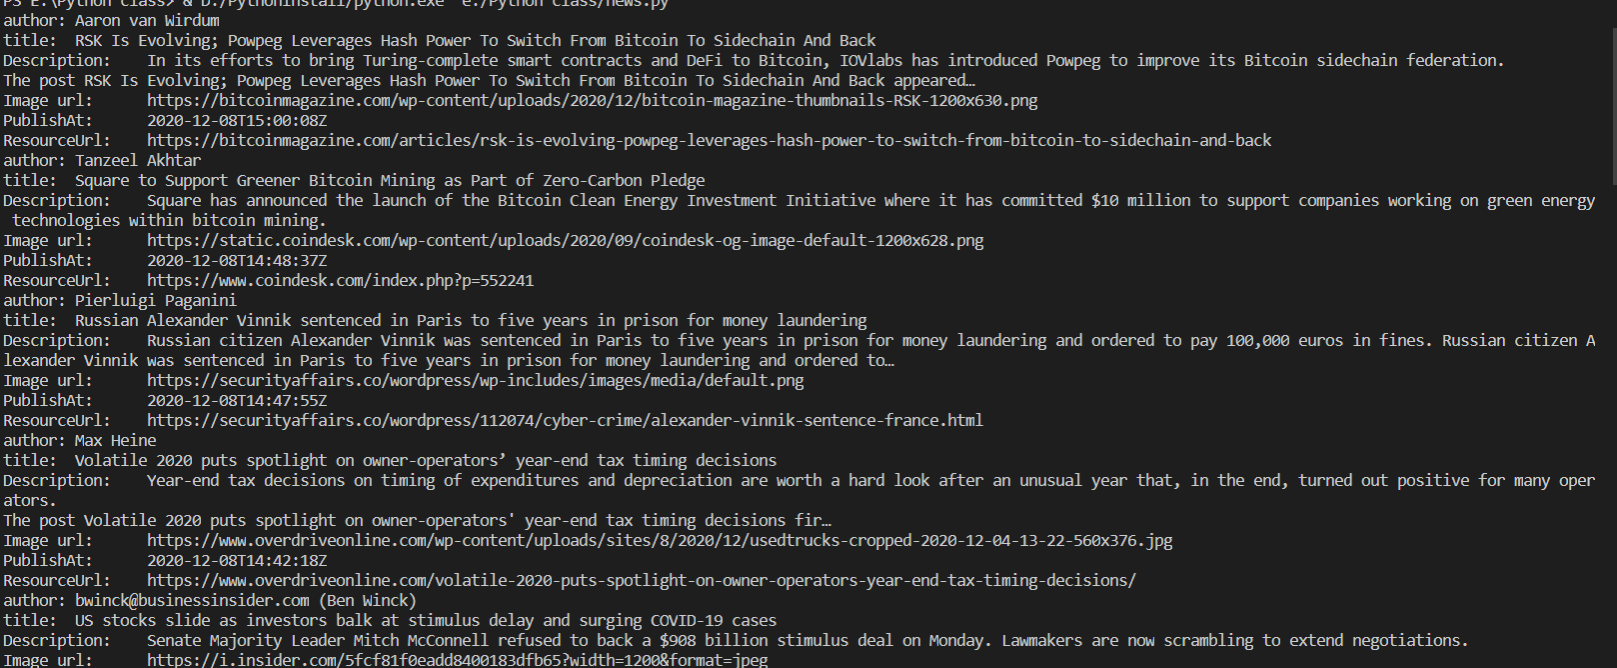 PS E:\Python class> & D:/Pythoninstall/python.exe "e:/Python class/news.py"
author: Aaron van Wirdum
title:  RSK Is Evolving; Powpeg Leverages Hash Power To Switch From Bitcoin To Sidechain And Back
Description:    In its efforts to bring Turing-complete smart contracts and DeFi to Bitcoin, IOVlabs has introduced Powpeg to improve its Bitcoin sidechain federation.
The post RSK Is Evolving; Powpeg Leverages Hash Power To Switch From Bitcoin To Sidechain And Back appeared…
Image url:      https://bitcoinmagazine.com/wp-content/uploads/2020/12/bitcoin-magazine-thumbnails-RSK-1200x630.png
PublishAt:      2020-12-08T15:00:08Z
ResourceUrl:    https://bitcoinmagazine.com/articles/rsk-is-evolving-powpeg-leverages-hash-power-to-switch-from-bitcoin-to-sidechain-and-back
author: Tanzeel Akhtar
title:  Square to Support Greener Bitcoin Mining as Part of Zero-Carbon Pledge
Description:    Square has announced the launch of the Bitcoin Clean Energy Investment Initiative where it has committed $10 million to support companies working on green energy
 technologies within bitcoin mining.
Image url:      https://static.coindesk.com/wp-content/uploads/2020/09/coindesk-og-image-default-1200x628.png
PublishAt:      2020-12-08T14:48:37Z
ResourceUrl:    https://www.coindesk.com/index.php?p=552241
author: Pierluigi Paganini
title:  Russian Alexander Vinnik sentenced in Paris to five years in prison for money laundering
Description:    Russian citizen Alexander Vinnik was sentenced in Paris to five years in prison for money laundering and ordered to pay 100,000 euros in fines. Russian citizen A
lexander Vinnik was sentenced in Paris to five years in prison for money laundering and ordered to…
Image url:      https://securityaffairs.co/wordpress/wp-includes/images/media/default.png
PublishAt:      2020-12-08T14:47:55Z
ResourceUrl:    https://securityaffairs.co/wordpress/112074/cyber-crime/alexander-vinnik-sentence-france.html
author: Max Heine
title:  Volatile 2020 puts spotlight on owner-operators’ year-end tax timing decisions
Description:    Year-end tax decisions on timing of expenditures and depreciation are worth a hard look after an unusual year that, in the end, turned out positive for many oper
ators.
The post Volatile 2020 puts spotlight on owner-operators' year-end tax timing decisions fir…
Image url:      https://www.overdriveonline.com/wp-content/uploads/sites/8/2020/12/usedtrucks-cropped-2020-12-04-13-22-560x376.jpg
PublishAt:      2020-12-08T14:42:18Z
ResourceUrl:    https://www.overdriveonline.com/volatile-2020-puts-spotlight-on-owner-operators-year-end-tax-timing-decisions/
author: bwinck@businessinsider.com (Ben Winck)
title:  US stocks slide as investors balk at stimulus delay and surging COVID-19 cases
Description:    Senate Majority Leader Mitch McConnell refused to back a $908 billion stimulus deal on Monday. Lawmakers are now scrambling to extend negotiations.
Image url:      https://i.insider.com/5fcf81f0eadd8400183dfb65?width=1200&format=jpeg